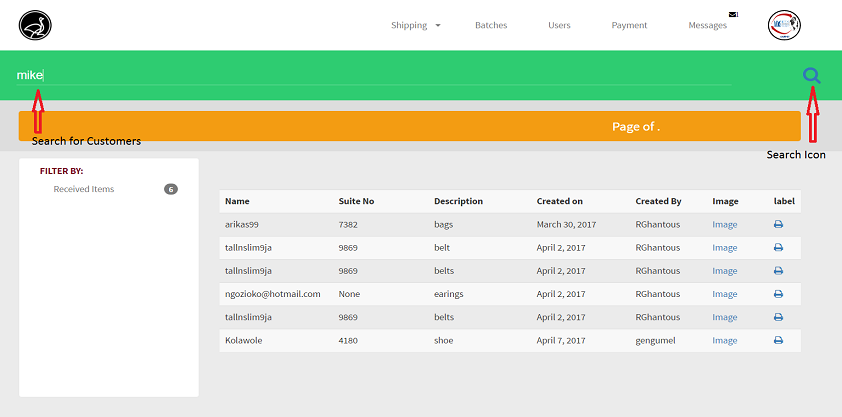 Shipping Batches Users Payment Messages 1
mike
Page of .
Search for Customers
Search Icon
FILTER BY:
Received Items 6
Name Suite No Description Created on Created By Image label
arikas99 7382 bags March 30, 2017 RGhantous Image
tallnslim9ja 9869 belt April 2, 2017 RGhantous Image
tallnslim9ja 9869 belts April 2, 2017 RGhantous Image
ngozioko@hotmail.com None earings April 2, 2017 RGhantous Image
tallnslim9ja 9869 belts April 2, 2017 RGhantous Image
Kolawole 4180 shoe April 7, 2017 gengumel Image